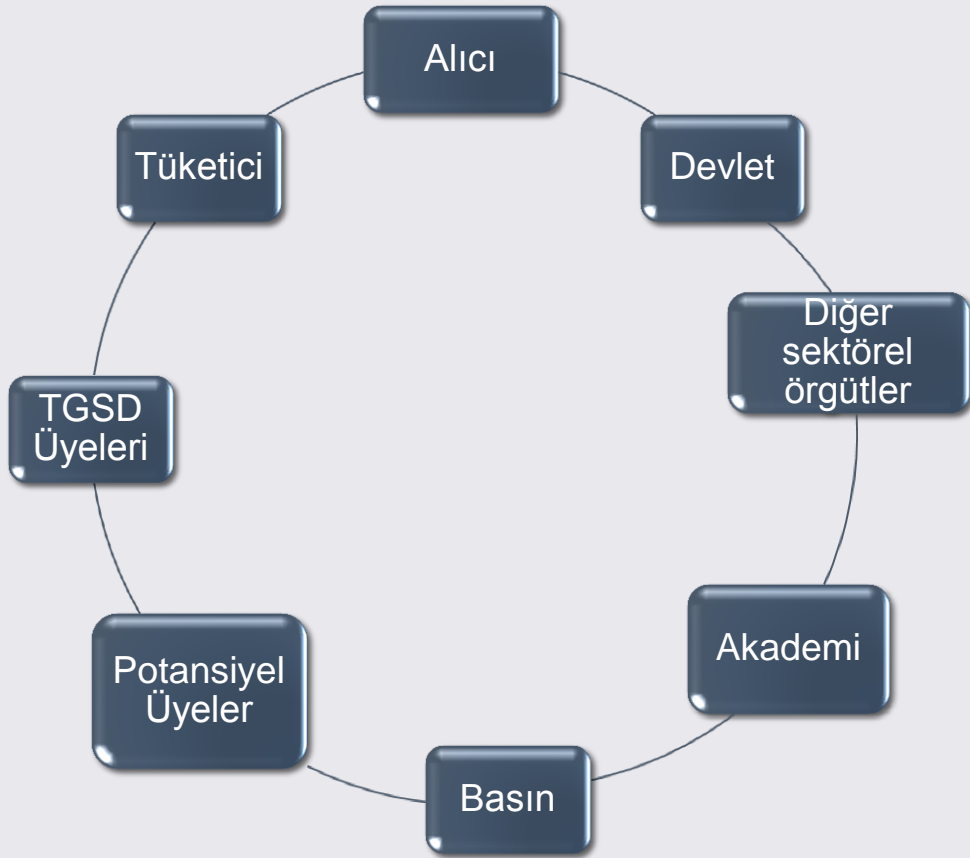 Alıcı
Devlet
Diğer
sektörel
örgütler
Akademi
Basın
Potansiyel
Üyeler
TGSD
Üyeleri
Tüketici